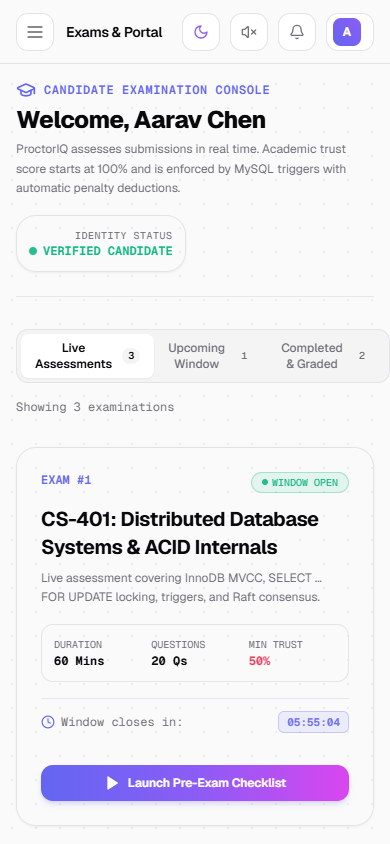 Exams & Portal
A
CANDIDATE EXAMINATION CONSOLE
Welcome, Aarav Chen
ProctorIQ assesses submissions in real time. Academic trust
score starts at 100% and is enforced by MySQL triggers with
automatic penalty deductions.
IDENTITY STATUS
VERIFIED CANDIDATE
Live
Assessments 3
Upcoming
Window 1
Completed
& Graded 2
Showing 3 examinations
EXAM #1
WINDOW OPEN
CS-401: Distributed Database
Systems & ACID Internals
Live assessment covering InnoDB MVCC, SELECT ...
FOR UPDATE locking, triggers, and Raft consensus.
DURATION QUESTIONS MIN TRUST
60 Mins 20 Qs 50%
Window closes in: 05:55:04
Launch Pre-Exam Checklist